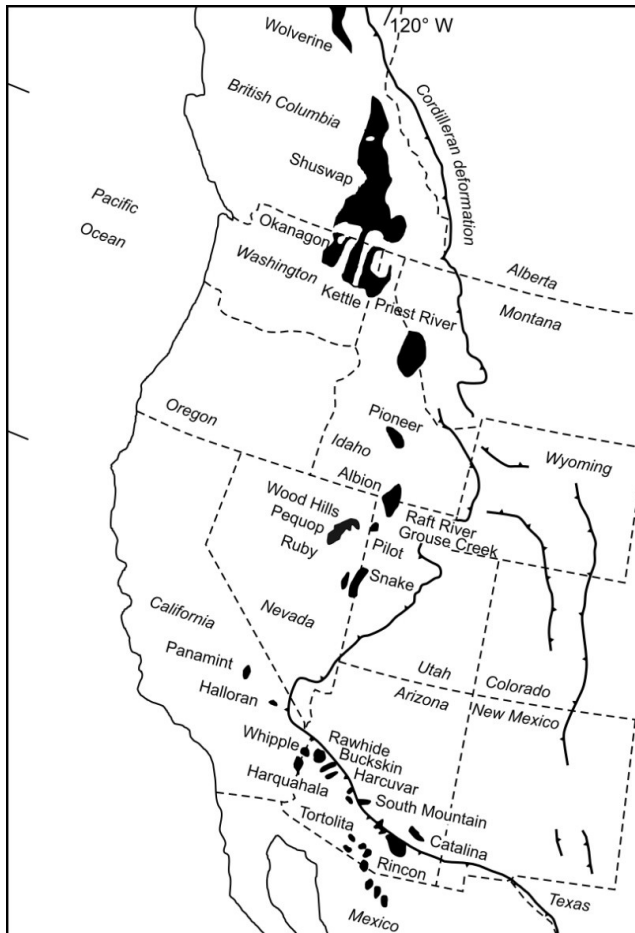 Wolverine
120° W
British Columbia
Cordilleran deformation
Shuswap
Pacific
Ocean
Okanagon
Washington
Alberta
Kettle
Priest River
Montana
Pioneer
Oregon
Idaho
Wyoming
Albion
Wood Hills
Pequop
Ruby
Raft River
Grouse Creek
Pilot
Snake
California
Nevada
Panamint
Utah
Colorado
Halloran
Arizona
New Mexico
Whipple
Rawhide
Buckskin
Harcuvar
Harquahala
South Mountain
Tortolita
Catalina
Rincon
Texas
Mexico